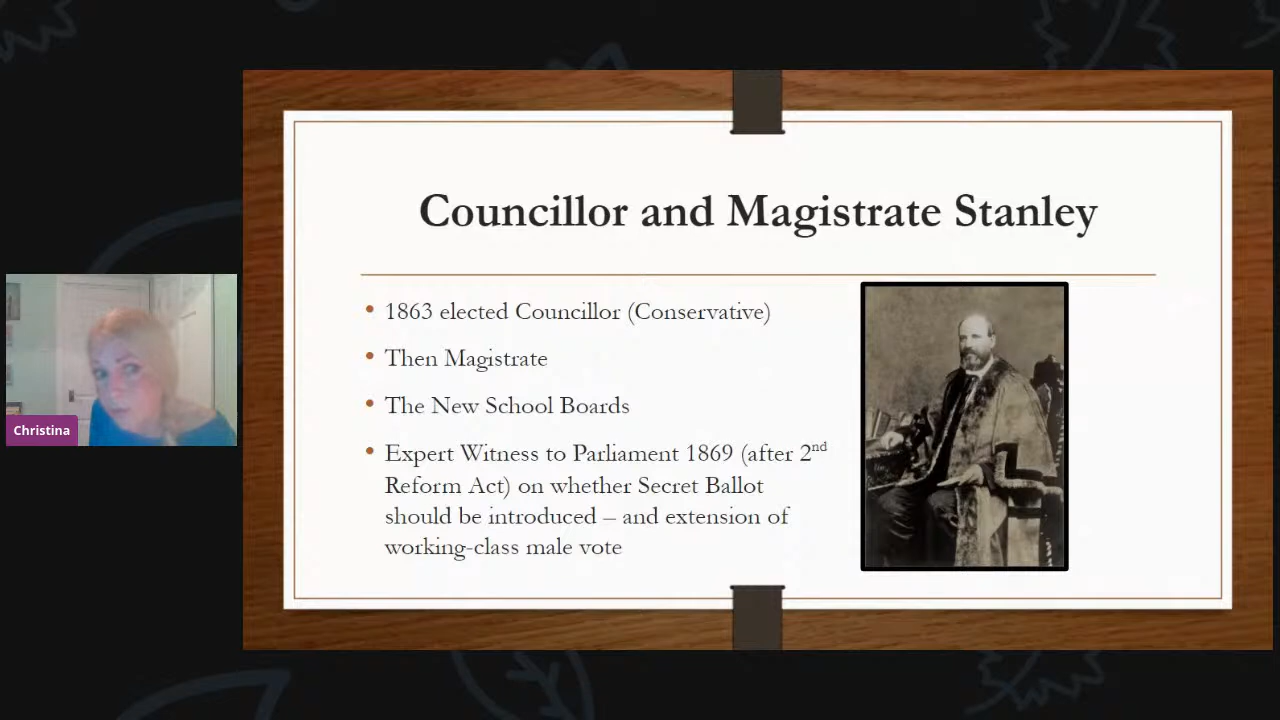 Councillor and Magistrate Stanley
• 1863 elected Councillor (Conservative)
• Then Magistrate
• The New School Boards
• Expert Witness to Parliament 1869 (after 2nd
Reform Act) on whether Secret Ballot
should be introduced – and extension of
working-class male vote
Christina